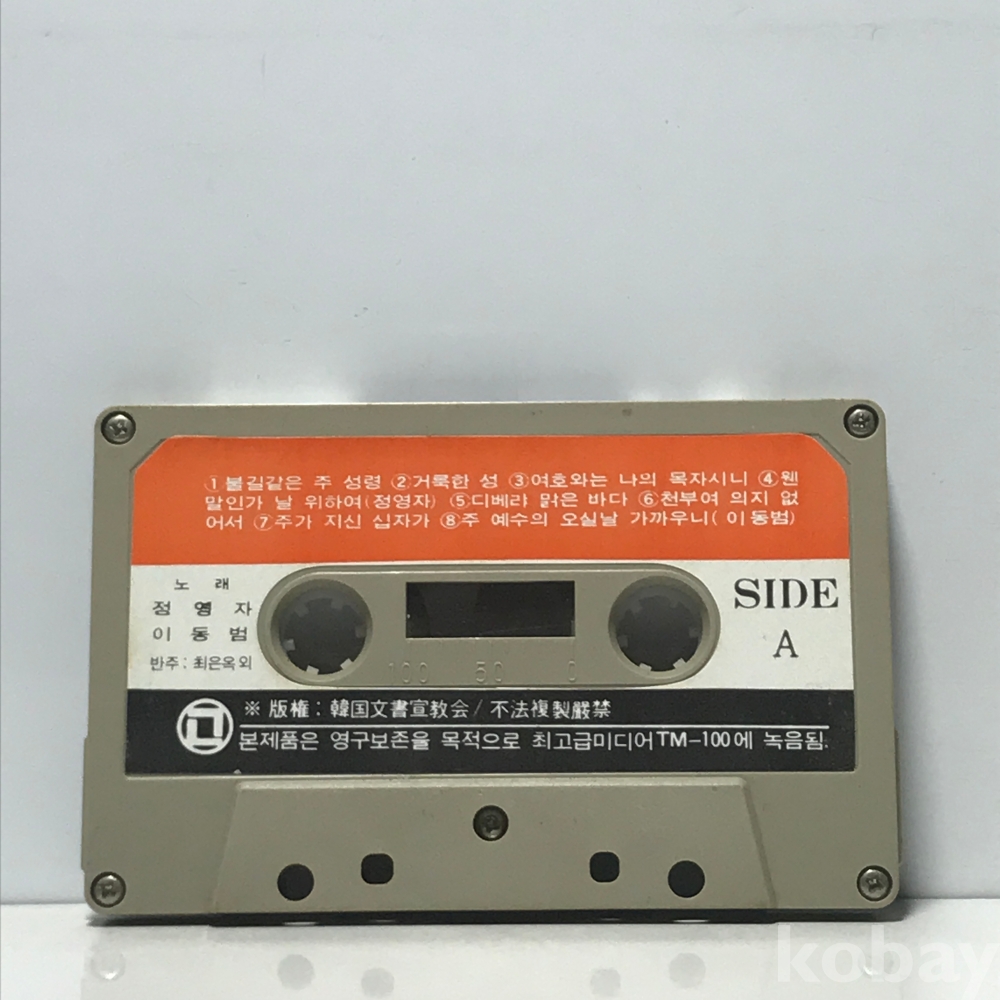 ①불길같은 주 성령 ②거룩한 성 ③여호와는 나의 목자시니 ④웬
말인가 날 위하여(정영자) ⑤디베랴 맑은 바다 ⑥천부여 의지 없
어서 ⑦주가 지신 십자가 ⑧주 예수의 오실날 가까우니(이동범)
노 래
정 영 자
이 동 범
반주: 최은옥외
SIDE
A
100 50 0
※ 版権: 韓国文書宣教会/不法複製嚴禁
본제품은 영구보존을 목적으로 최고급미디어TM-100에 녹음됨.
kobay